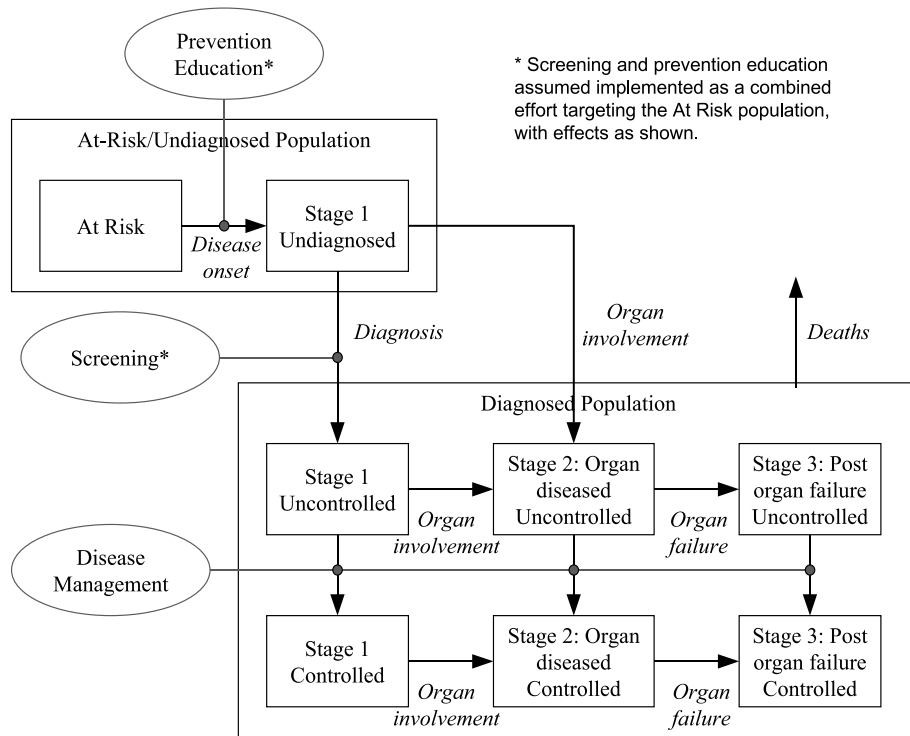 Prevention
Education*
* Screening and prevention education
assumed implemented as a combined
effort targeting the At Risk population,
with effects as shown.
At-Risk/Undiagnosed Population
At Risk
Disease
onset
Stage 1
Undiagnosed
Screening*
Diagnosis
Organ
involvement
Deaths
Diagnosed Population
Stage 1
Uncontrolled
Organ
involvement
Stage 2: Organ
diseased
Uncontrolled
Organ
failure
Stage 3: Post
organ failure
Uncontrolled
Disease
Management
Stage 1
Controlled
Organ
involvement
Stage 2: Organ
diseased
Controlled
Organ
failure
Stage 3: Post
organ failure
Controlled